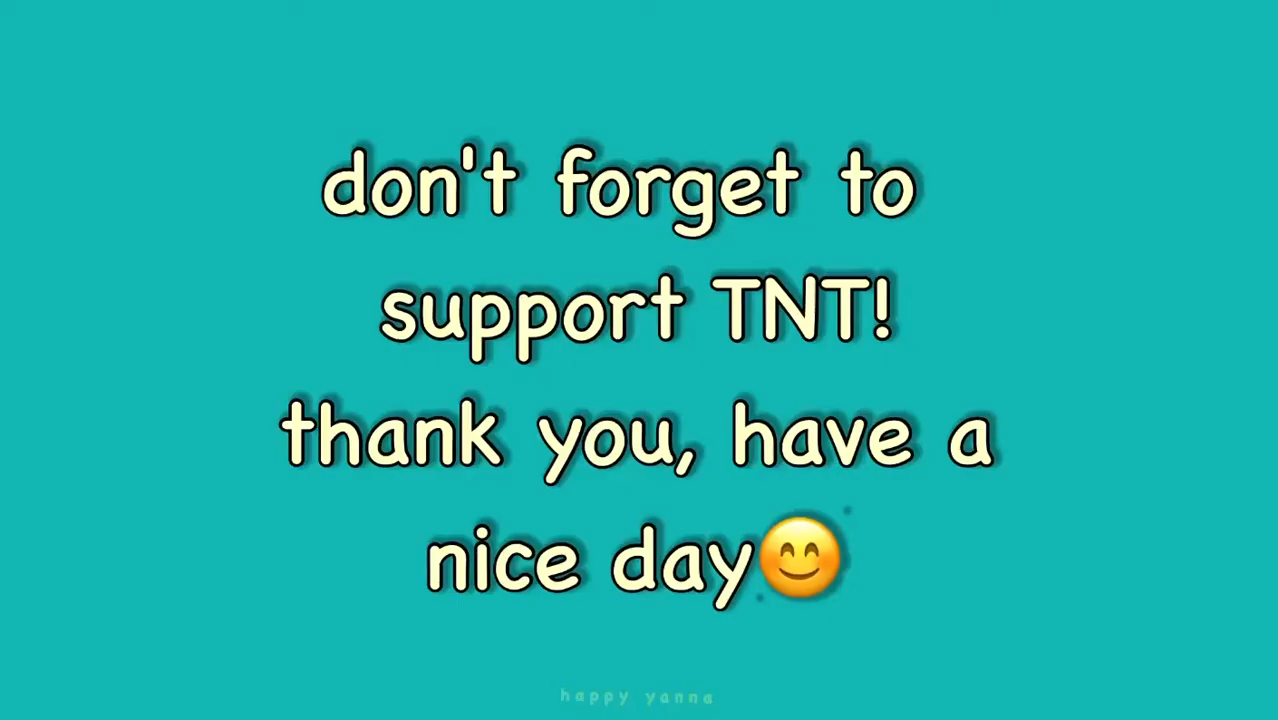 don't forget to
support TNT!
thank you, have a
nice day😊
happy yanna